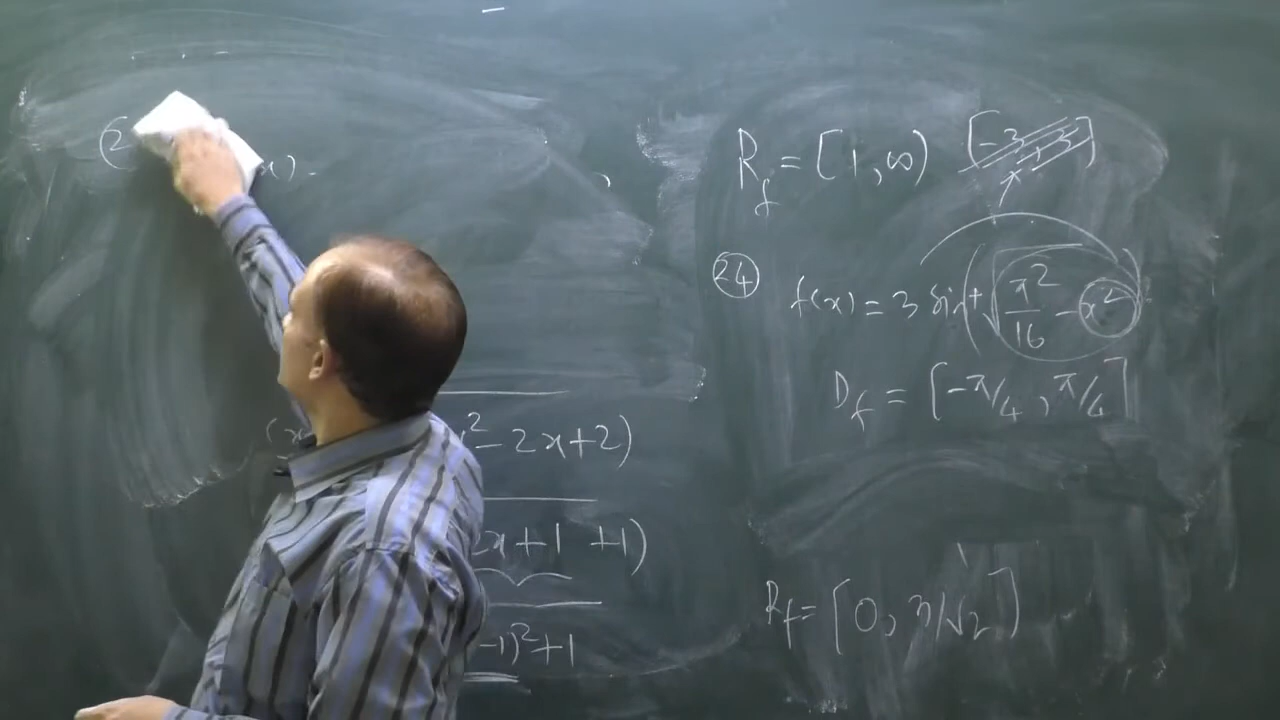 (2
x) -
(x
² - 2x+2)
2x+1 +1)
-1)²+1
R_f = [1, ∞) [-3, +3]
(24) f(x) = 3 sin(+√(π²/16 - x²))
D_f = [-π/4, π/4]
R_f = [0, 3/√2]